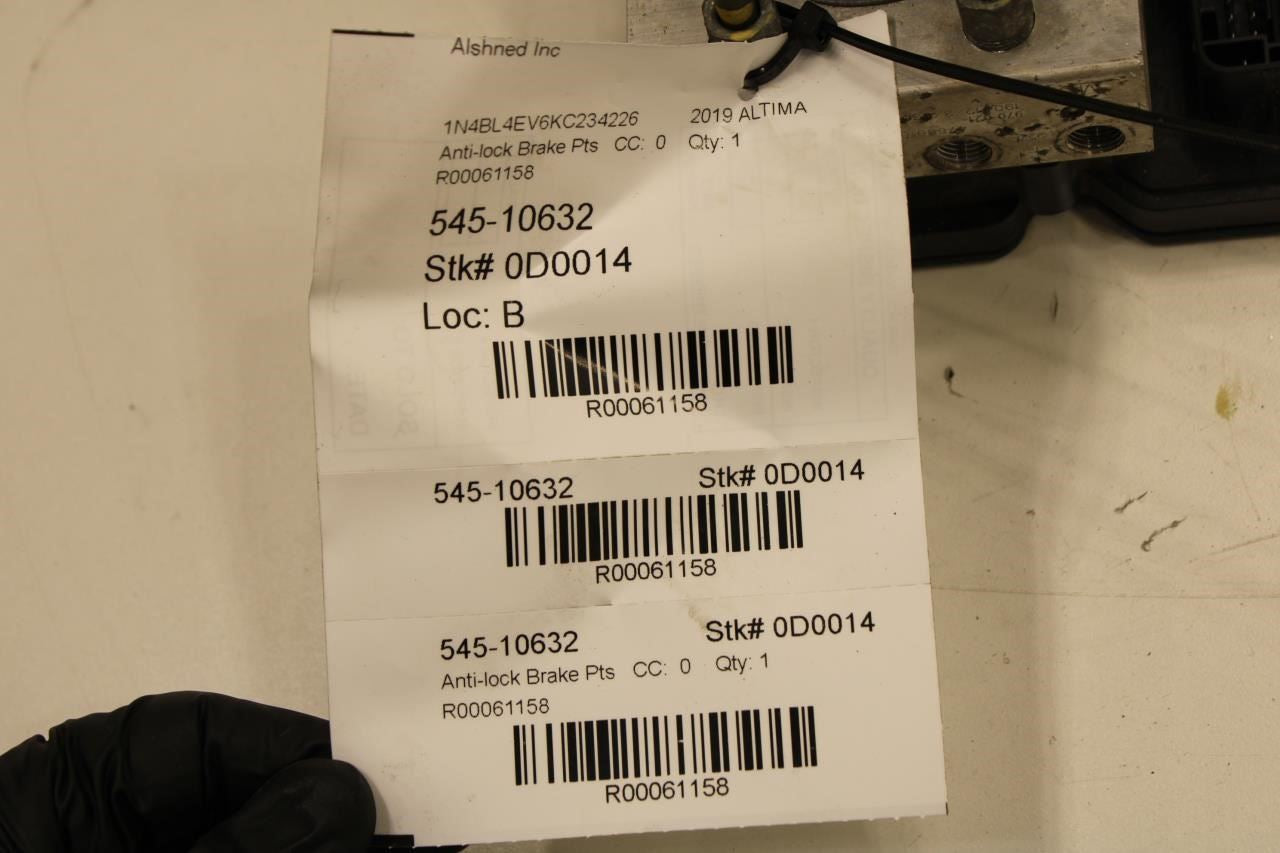 Alshned Inc
1N4BL4EV6KC234226 2019 ALTIMA
Anti-lock Brake Pts CC: 0 Qty: 1
R00061158
545-10632
Stk# 0D0014
Loc: B
R00061158
545-10632 Stk# 0D0014
R00061158
545-10632 Stk# 0D0014
Anti-lock Brake Pts CC: 0 Qty: 1
R00061158
R00061158